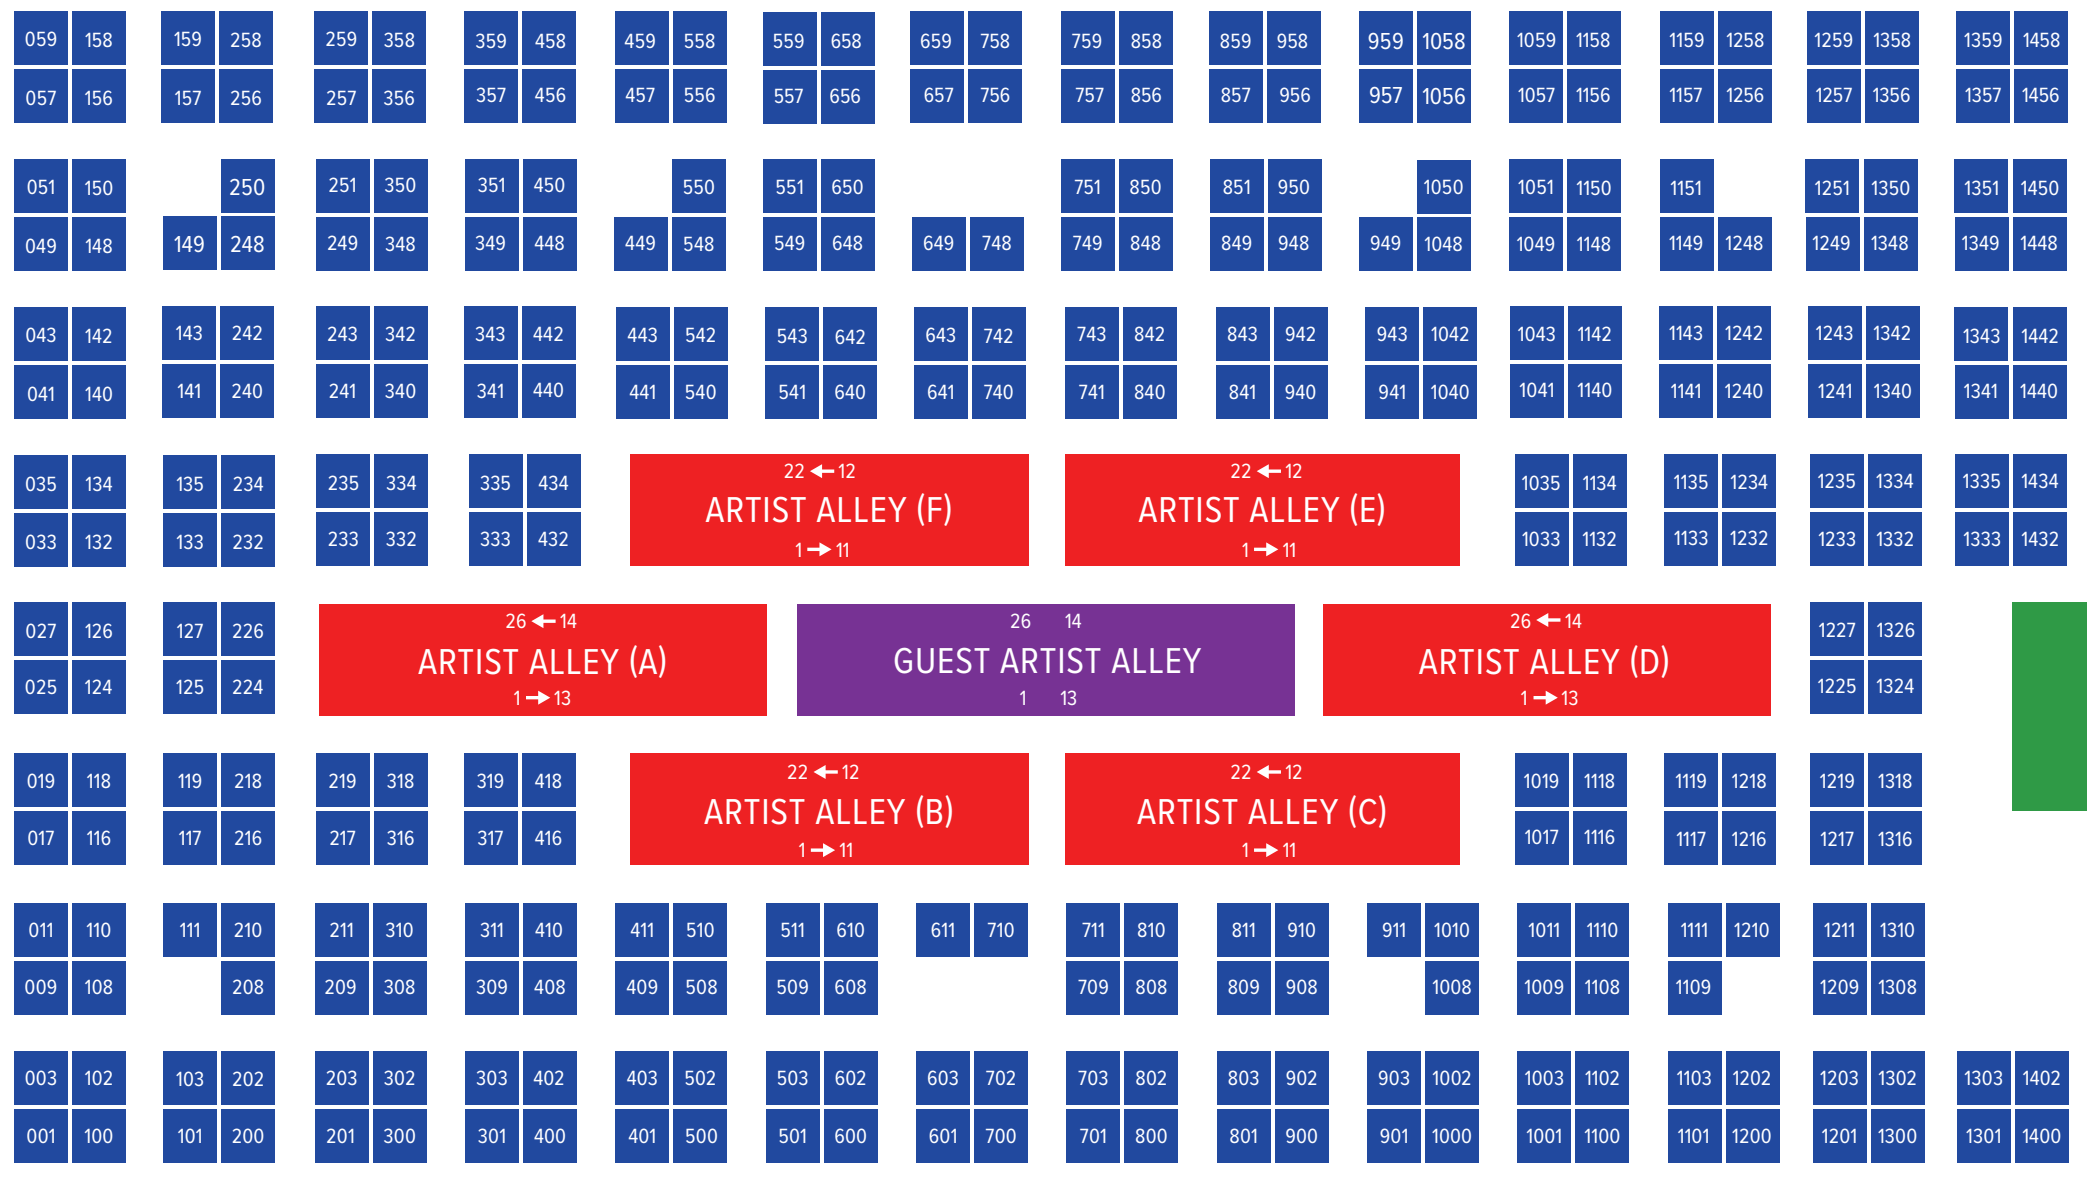 059 158 159 258 259 358 359 458 459 558 559 658 659 758 759 858 859 958 959 1058 1059 1158 1159 1258 1259 1358 1359 1458
057 156 157 256 257 356 357 456 457 556 557 656 657 756 757 856 857 956 957 1056 1057 1156 1157 1256 1257 1356 1357 1456
051 150 250 251 350 351 450 550 551 650 751 850 851 950 1050 1051 1150 1151 1251 1350 1351 1450
049 148 149 248 249 348 349 448 449 548 549 648 649 748 749 848 849 948 949 1048 1049 1148 1149 1248 1249 1348 1349 1448
043 142 143 242 243 342 343 442 443 542 543 642 643 742 743 842 843 942 943 1042 1043 1142 1143 1242 1243 1342 1343 1442
041 140 141 240 241 340 341 440 441 540 541 640 641 740 741 840 841 940 941 1040 1041 1140 1141 1240 1241 1340 1341 1440
035 134 135 234 235 334 335 434 22 ← 12 22 ← 12 1035 1134 1135 1234 1235 1334 1335 1434
ARTIST ALLEY (F) ARTIST ALLEY (E)
033 132 133 232 233 332 333 432 1 → 11 1 → 11 1033 1132 1133 1232 1233 1332 1333 1432
027 126 127 226 26 ← 14 26 14 26 ← 14 1227 1326
ARTIST ALLEY (A) GUEST ARTIST ALLEY ARTIST ALLEY (D)
025 124 125 224 1 → 13 1 13 1 → 13 1225 1324
019 118 119 218 219 318 319 418 22 ← 12 22 ← 12 1019 1118 1119 1218 1219 1318
ARTIST ALLEY (B) ARTIST ALLEY (C)
017 116 117 216 217 316 317 416 1 → 11 1 → 11 1017 1116 1117 1216 1217 1316
011 110 111 210 211 310 311 410 411 510 511 610 611 710 711 810 811 910 911 1010 1011 1110 1111 1210 1211 1310
009 108 208 209 308 309 408 409 508 509 608 709 808 809 908 1008 1009 1108 1109 1209 1308
003 102 103 202 203 302 303 402 403 502 503 602 603 702 703 802 803 902 903 1002 1003 1102 1103 1202 1203 1302 1303 1402
001 100 101 200 201 300 301 400 401 500 501 600 601 700 701 800 801 900 901 1000 1001 1100 1101 1200 1201 1300 1301 1400